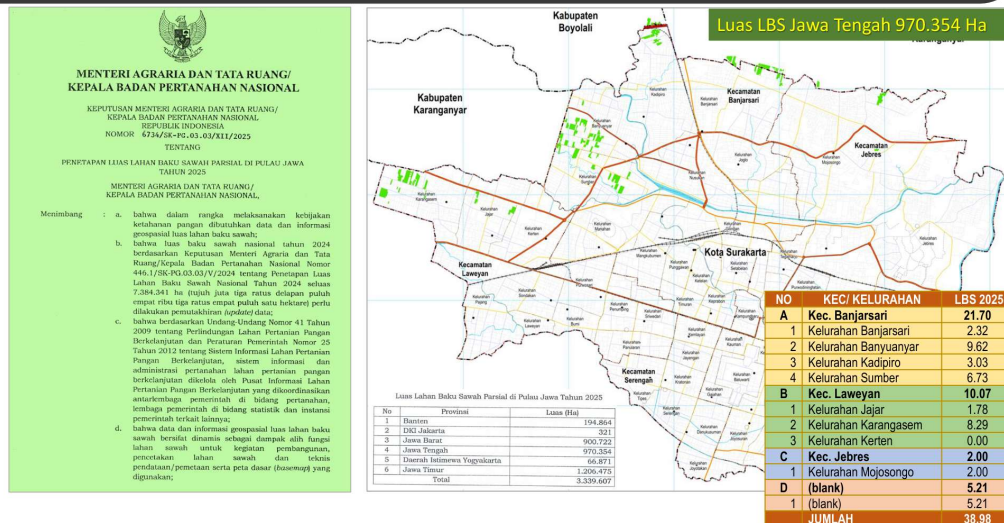 MENTERI AGRARIA DAN TATA RUANG/
KEPALA BADAN PERTANAHAN NASIONAL
KEPUTUSAN MENTERI AGRARIA DAN TATA RUANG/
KEPALA BADAN PERTANAHAN NASIONAL
REPUBLIK INDONESIA
NOMOR 6734/SK-PG.03.03/XII/2025
TENTANG
PENETAPAN LUAS LAHAN BAKU SAWAH PARSIAL DI PULAU JAWA
TAHUN 2025
MENTERI AGRARIA DAN TATA RUANG/
KEPALA BADAN PERTANAHAN NASIONAL,
Menimbang : a. bahwa dalam rangka melaksanakan kebijakan
ketahanan pangan dibutuhkan data dan informasi
geospasial luas lahan baku sawah;
b. bahwa luas baku sawah nasional tahun 2024
berdasarkan Keputusan Menteri Agraria dan Tata
Ruang/Kepala Badan Pertanahan Nasional Nomor
446.1/SK-PG.03.03/V/2024 tentang Penetapan Luas
Lahan Baku Sawah Nasional Tahun 2024 seluas
7.384.341 ha (tujuh juta tiga ratus delapan puluh
empat ribu tiga ratus empat puluh satu hektare) perlu
dilakukan pemutakhiran (update) data;
c. bahwa berdasarkan Undang-Undang Nomor 41 Tahun
2009 tentang Perlindungan Lahan Pertanian Pangan
Berkelanjutan dan Peraturan Pemerintah Nomor 25
Tahun 2012 tentang Sistem Informasi Lahan Pertanian
Pangan Berkelanjutan, sistem informasi dan
administrasi pertanahan lahan pertanian pangan
berkelanjutan dikelola oleh Pusat Informasi Lahan
Pertanian Pangan Berkelanjutan yang dikoordinasikan
antarlembaga pemerintah di bidang pertanahan,
lembaga pemerintah di bidang statistik dan instansi
pemerintah terkait lainnya;
d. bahwa data dan informasi geospasial luas lahan baku
sawah bersifat dinamis sebagai dampak alih fungsi
lahan sawah untuk kegiatan pembangunan,
pencetakan lahan sawah dan teknis
pendataan/pemetaan serta peta dasar (basemap) yang
digunakan;
Luas LBS Jawa Tengah 970.354 Ha
Kabupaten
Boyolali
Kabupaten
Karanganyar
Kecamatan
Banjarsari
Kecamatan
Jebres
Kota Surakarta
Kecamatan
Laweyan
Kecamatan
Serengan
Luas Lahan Baku Sawah Parsial di Pulau Jawa Tahun 2025
No Provinsi Luas (Ha)
1 Banten 194.864
2 DKI Jakarta 321
3 Jawa Barat 900.722
4 Jawa Tengah 970.354
5 Daerah Istimewa Yogyakarta 66.871
6 Jawa Timur 1.206.475
Total 3.339.607
NO KEC/ KELURAHAN LBS 2025
A Kec. Banjarsari 21.70
1 Kelurahan Banjarsari 2.32
2 Kelurahan Banyuanyar 9.62
3 Kelurahan Kadipiro 3.03
4 Kelurahan Sumber 6.73
B Kec. Laweyan 10.07
1 Kelurahan Jajar 1.78
2 Kelurahan Karangasem 8.29
3 Kelurahan Kerten 0.00
C Kec. Jebres 2.00
1 Kelurahan Mojosongo 2.00
D (blank) 5.21
1 (blank) 5.21
JUMLAH 38.98